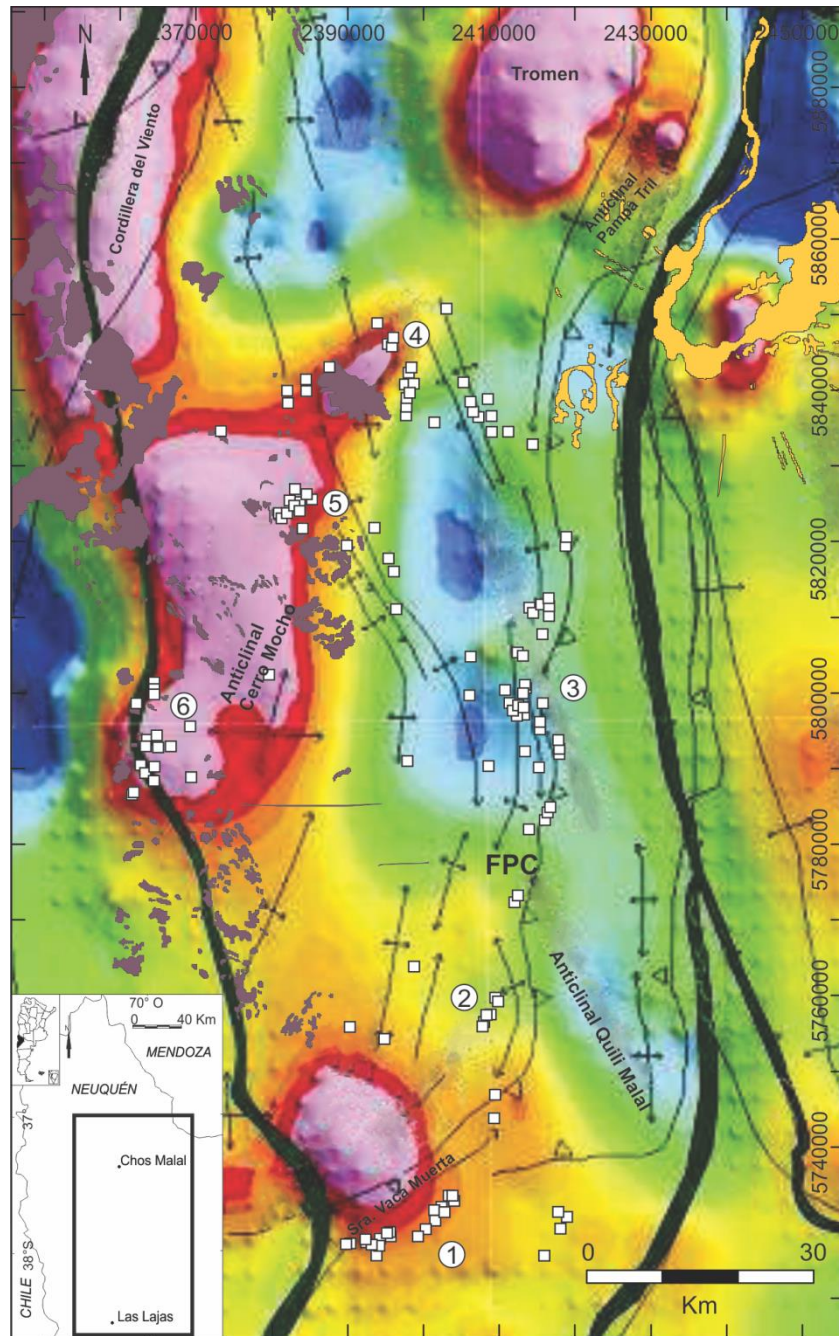 2370000
2390000
2410000
2430000
2450000
N
Tromen
Cordillera del Viento
Anticlinal
Pampa Tril
5880000
5860000
4
5840000
5
5820000
Anticlinal
Cerro Mocho
6
3
5800000
FPC
5780000
2
5760000
Anticlinal Quili Malal
5740000
Sra. Vaca Muerta
1
0
30
Km
70° O
0
40 Km
N
MENDOZA
NEUQUÉN
37°
Chos Malal
38°S
CHILE
Las Lajas